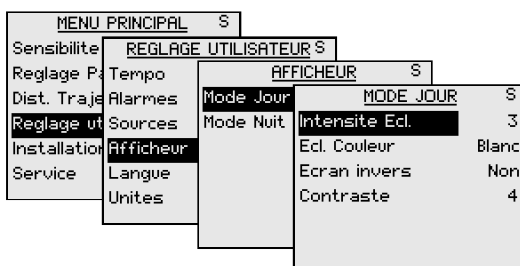 MENU PRINCIPAL S
Sensibilite
Reglage
Dist. Traje
Reglage ut
Installation
Service
REGLAGE UTILISATEUR S
Tempo
Alarmes
Sources
Afficheur
Langue
Unites
AFFICHEUR S
Mode Jour
Mode Nuit
MODE JOUR S
Intensite Ecl. 3
Ecl. Couleur Blanc
Ecran invers Non
Contraste 4